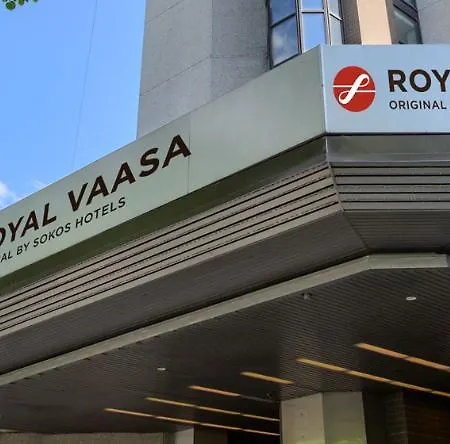 OYAL VAASA
AL BY SOKOS HOTELS
ROY
ORIGINAL